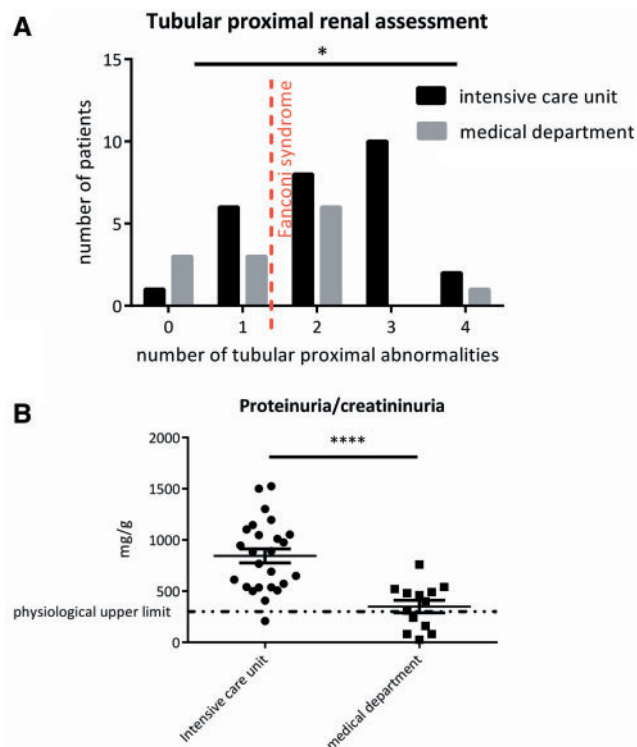 A
Tubular proximal renal assessment
*
15
10
5
0
number of patients
Fanconi syndrome
intensive care unit
medical department
0 1 2 3 4
number of tubular proximal abnormalities
B
Proteinuria/creatininuria
****
2000
1500
1000
500
0
mg/g
physiological upper limit
Intensive care unit
medical department